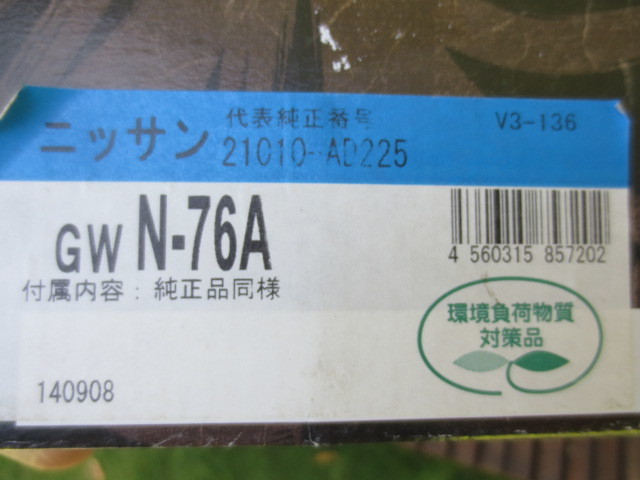 ニッサン 代表純正番号 V3-136
21010-AD225
GW N-76A
4 560315 857202
付属内容：純正品同様
環境負荷物質
対策品
140908